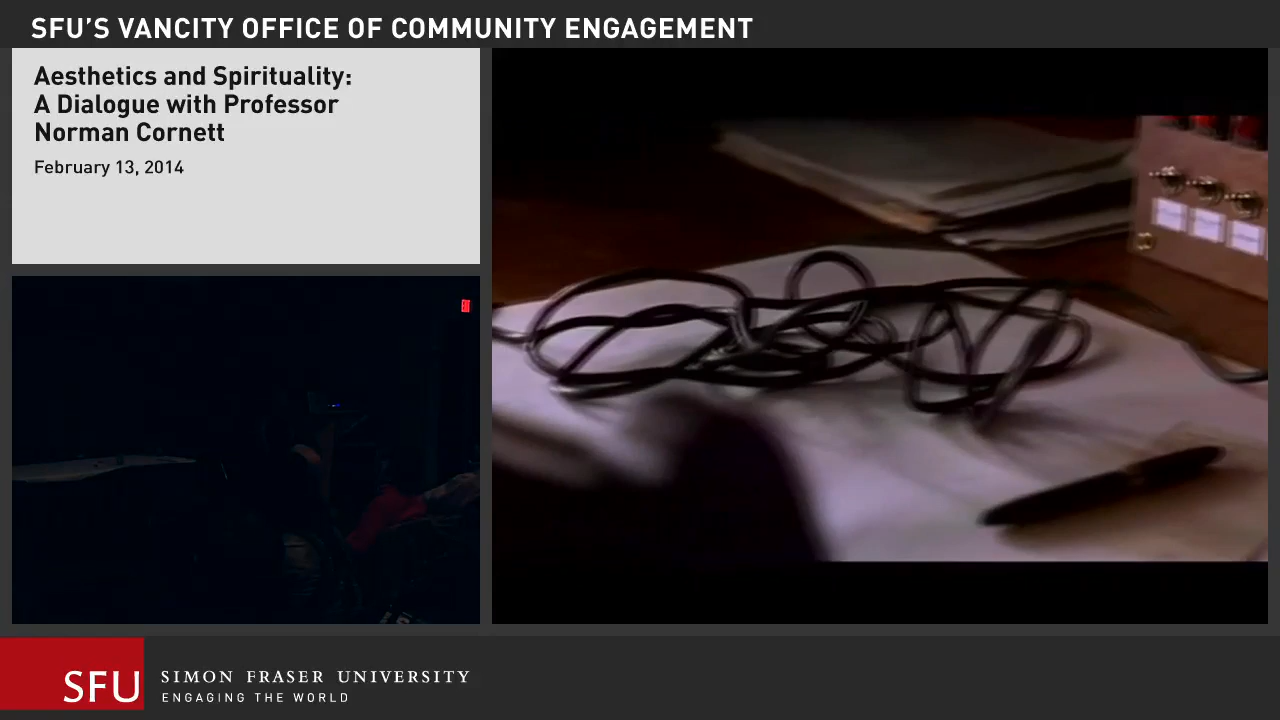 SFU'S VANCITY OFFICE OF COMMUNITY ENGAGEMENT
Aesthetics and Spirituality:
A Dialogue with Professor
Norman Cornett
February 13, 2014
SFU
SIMON FRASER UNIVERSITY
ENGAGING THE WORLD